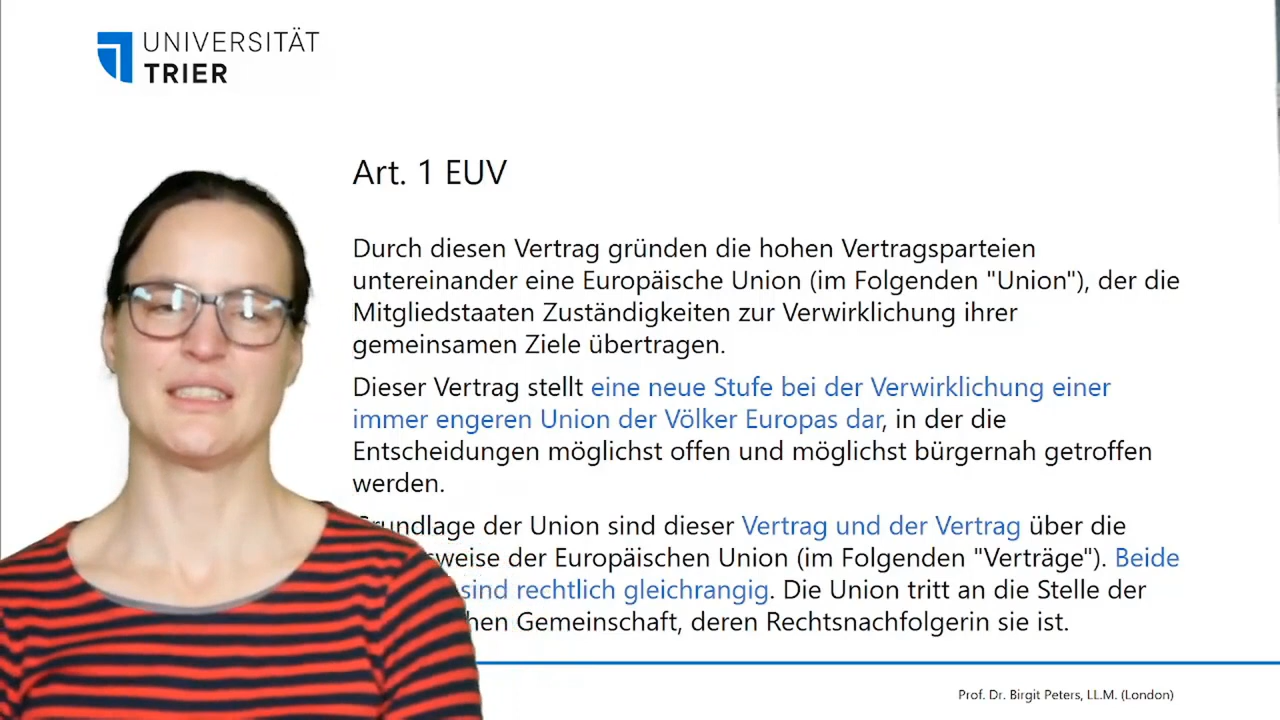 UNIVERSITÄT
TRIER
Art. 1 EUV
Durch diesen Vertrag gründen die hohen Vertragsparteien
untereinander eine Europäische Union (im Folgenden "Union"), der die
Mitgliedstaaten Zuständigkeiten zur Verwirklichung ihrer
gemeinsamen Ziele übertragen.
Dieser Vertrag stellt eine neue Stufe bei der Verwirklichung einer
immer engeren Union der Völker Europas dar, in der die
Entscheidungen möglichst offen und möglichst bürgernah getroffen
werden.
Grundlage der Union sind dieser Vertrag und der Vertrag über die
sweise der Europäischen Union (im Folgenden "Verträge"). Beide
sind rechtlich gleichrangig. Die Union tritt an die Stelle der
hen Gemeinschaft, deren Rechtsnachfolgerin sie ist.
Prof. Dr. Birgit Peters, LL.M. (London)